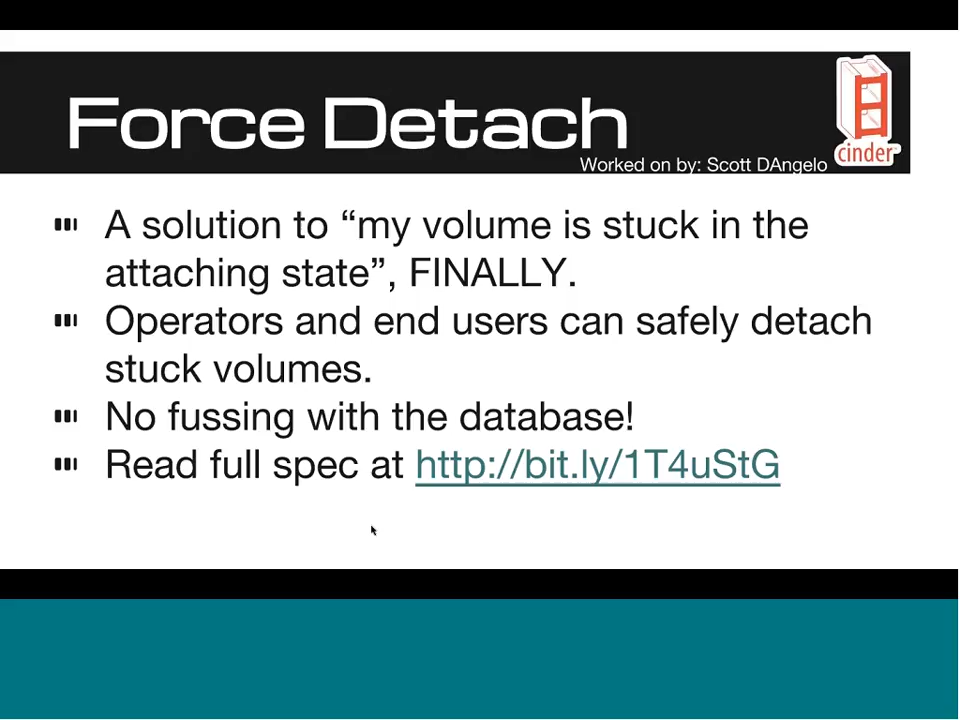 Force Detach
Worked on by: Scott DAngelo
cinder
A solution to “my volume is stuck in the
attaching state”, FINALLY.
Operators and end users can safely detach
stuck volumes.
No fussing with the database!
Read full spec at http://bit.ly/1T4uStG